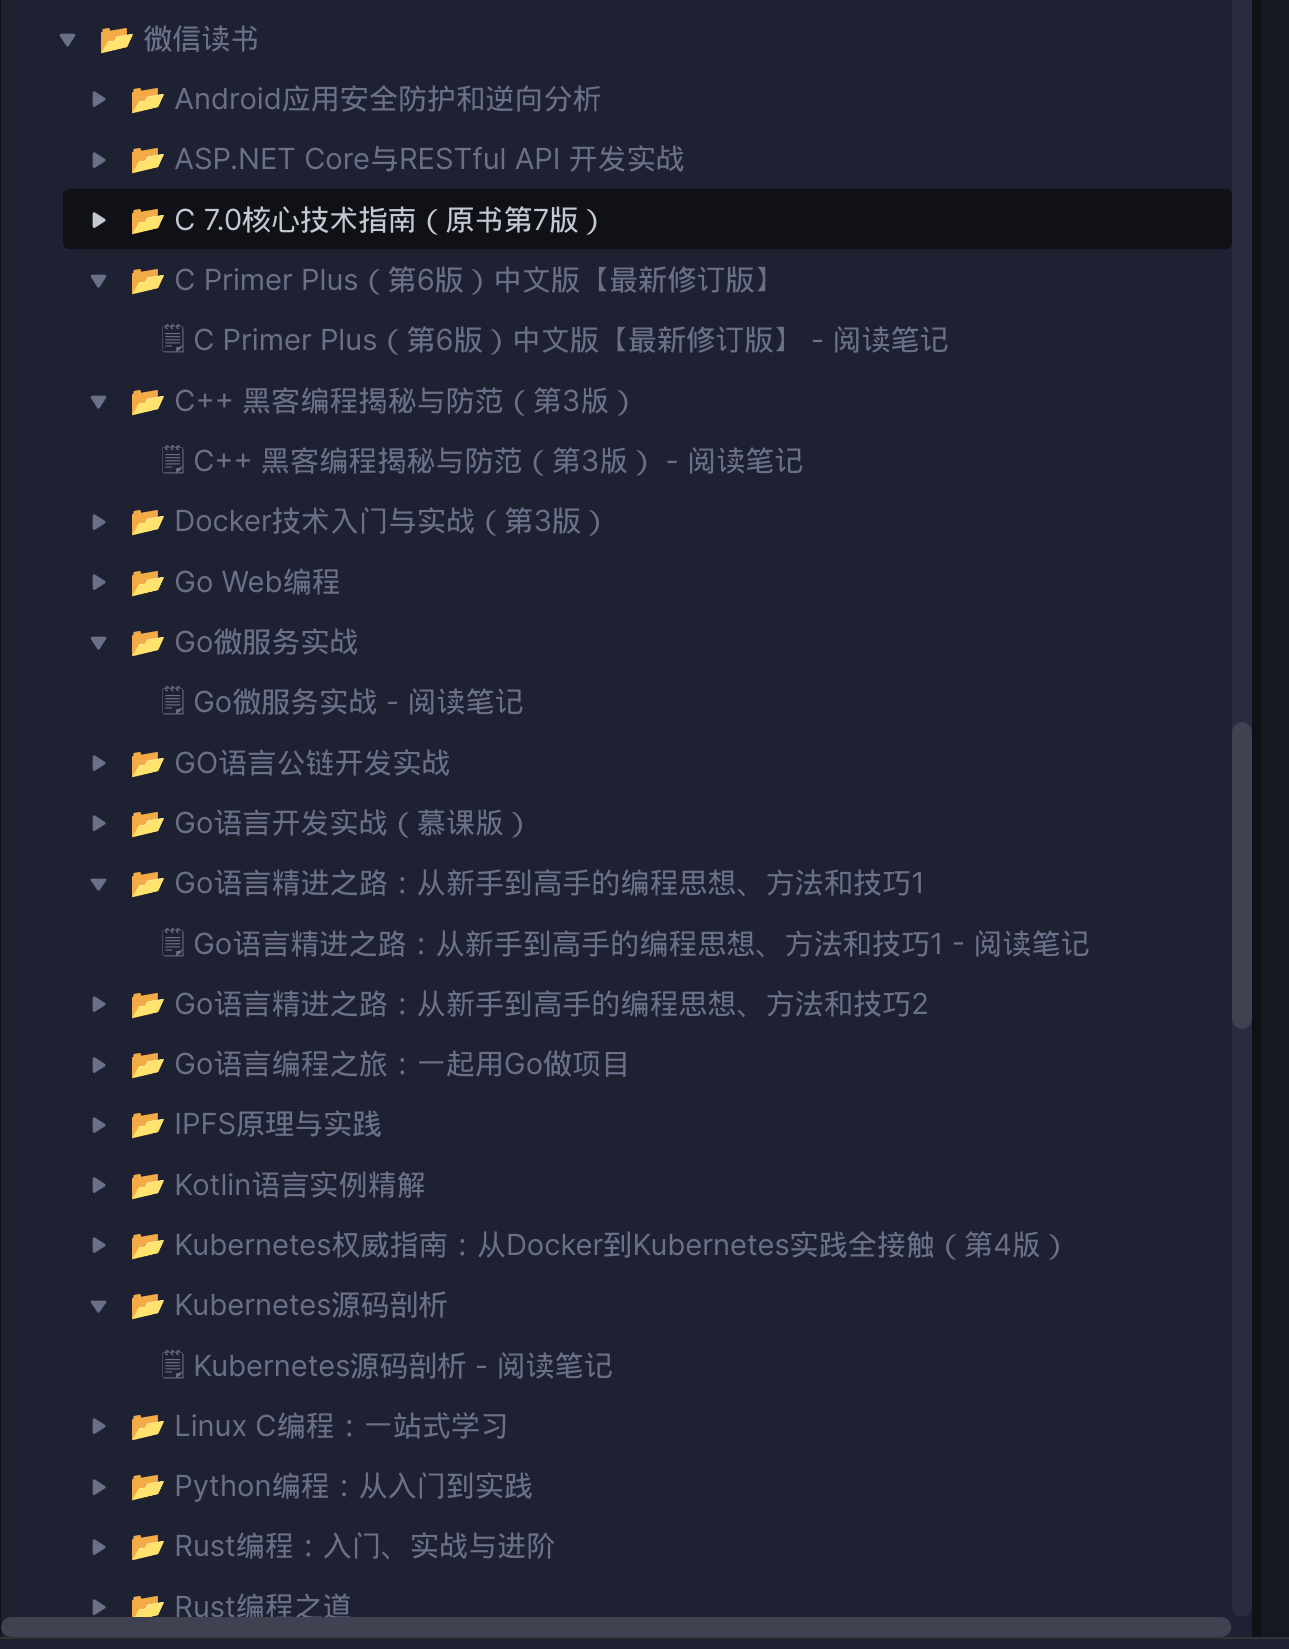 微信读书
Android应用安全防护和逆向分析
ASP.NET Core与RESTful API 开发实战
C 7.0核心技术指南（原书第7版）
C Primer Plus（第6版）中文版【最新修订版】
C Primer Plus（第6版）中文版【最新修订版】 - 阅读笔记
C++ 黑客编程揭秘与防范（第3版）
C++ 黑客编程揭秘与防范（第3版） - 阅读笔记
Docker技术入门与实战（第3版）
Go Web编程
Go微服务实战
Go微服务实战 - 阅读笔记
GO语言公链开发实战
Go语言开发实战（慕课版）
Go语言精进之路：从新手到高手的编程思想、方法和技巧1
Go语言精进之路：从新手到高手的编程思想、方法和技巧1 - 阅读笔记
Go语言精进之路：从新手到高手的编程思想、方法和技巧2
Go语言编程之旅：一起用Go做项目
IPFS原理与实践
Kotlin语言实例精解
Kubernetes权威指南：从Docker到Kubernetes实践全接触（第4版）
Kubernetes源码剖析
Kubernetes源码剖析 - 阅读笔记
Linux C编程：一站式学习
Python编程：从入门到实践
Rust编程：入门、实战与进阶
Rust编程之道